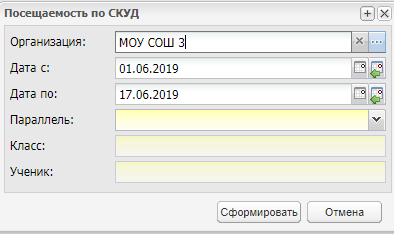 Посещаемость по СКУД
Организация: МОУ СОШ 3
Дата с: 01.06.2019
Дата по: 17.06.2019
Параллель:
Класс:
Ученик:
Сформировать Отмена